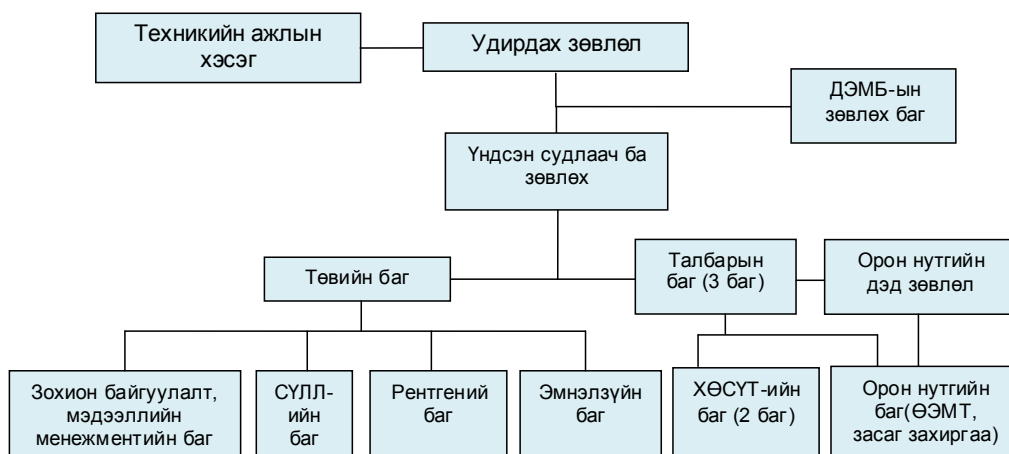 Техникийн ажлын
хэсэг
Удирдах зөвлөл
ДЭМБ-ын
зөвлөх баг
Үндсэн судлаач ба
зөвлөх
Төвийн баг
Талбарын
баг (3 баг)
Орон нутгийн
дэд зөвлөл
Зохион байгуулалт,
мэдээллийн
менежментийн баг
СҮЛЛ-
ийн
баг
Рентгений
баг
Эмнэлзүйн
баг
ХӨСҮТ-ийн
баг (2 баг)
Орон нутгийн
баг(ӨЭМТ,
засаг захиргаа)